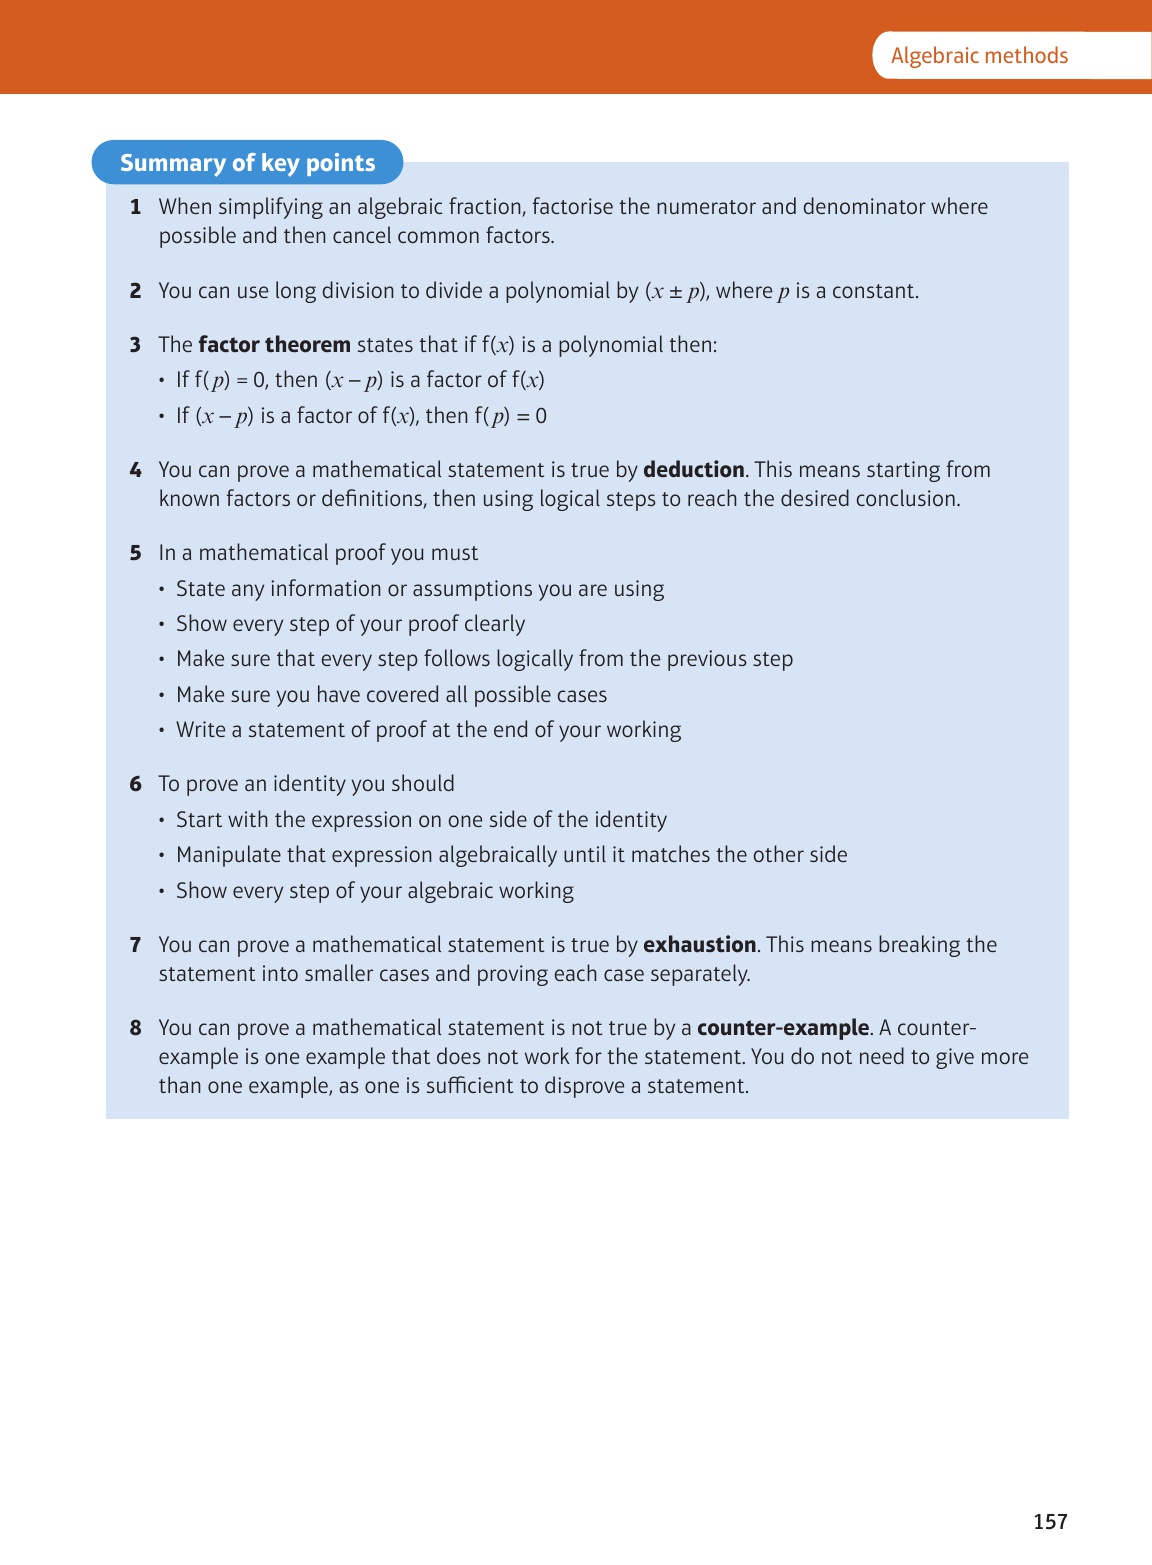 Algebraic methods
Summary of key points
1 When simplifying an algebraic fraction, factorise the numerator and denominator where
possible and then cancel common factors.
2 You can use long division to divide a polynomial by (x ± p), where p is a constant.
3 The factor theorem states that if f(x) is a polynomial then:
• If f(p) = 0, then (x – p) is a factor of f(x)
• If (x – p) is a factor of f(x), then f(p) = 0
4 You can prove a mathematical statement is true by deduction. This means starting from
known factors or definitions, then using logical steps to reach the desired conclusion.
5 In a mathematical proof you must
• State any information or assumptions you are using
• Show every step of your proof clearly
• Make sure that every step follows logically from the previous step
• Make sure you have covered all possible cases
• Write a statement of proof at the end of your working
6 To prove an identity you should
• Start with the expression on one side of the identity
• Manipulate that expression algebraically until it matches the other side
• Show every step of your algebraic working
7 You can prove a mathematical statement is true by exhaustion. This means breaking the
statement into smaller cases and proving each case separately.
8 You can prove a mathematical statement is not true by a counter-example. A counter-
example is one example that does not work for the statement. You do not need to give more
than one example, as one is sufficient to disprove a statement.
157